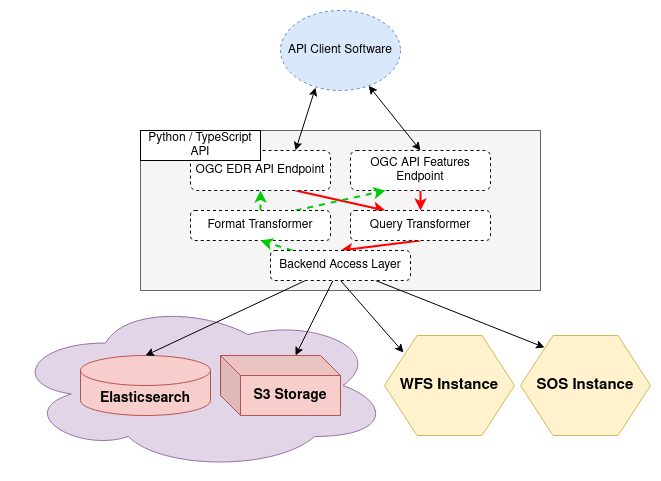 API Client Software
Python / TypeScript
API
OGC EDR API Endpoint
OGC API Features
Endpoint
Format Transformer
Query Transformer
Backend Access Layer
Elasticsearch
S3 Storage
WFS Instance
SOS Instance